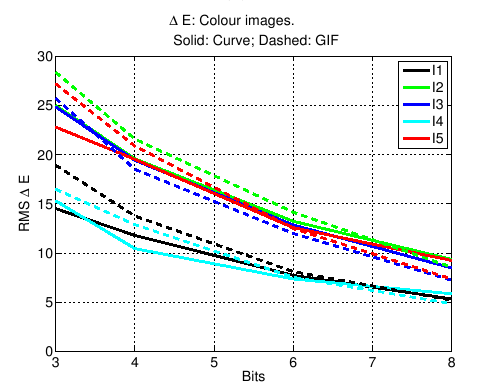 Δ E: Colour images.
Solid: Curve; Dashed: GIF
30
25
20
15
10
5
0
RMS Δ E
3 4 5 6 7 8
Bits
I1
I2
I3
I4
I5